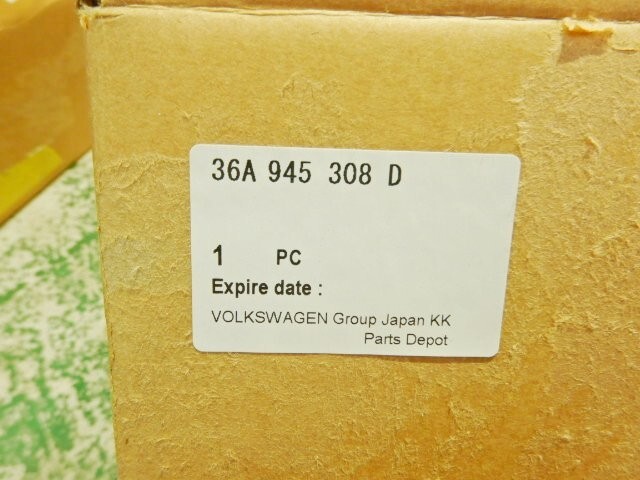 36A 945 308 D
1 PC
Expire date :
VOLKSWAGEN Group Japan KK
Parts Depot